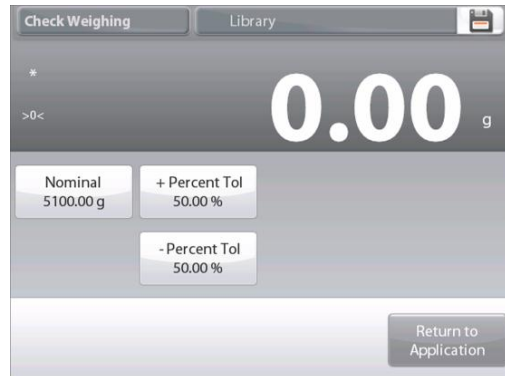 Check Weighing
Library
*
>0<
0.00 g
Nominal
5100.00 g
+ Percent Tol
50.00 %
- Percent Tol
50.00 %
Return to
Application